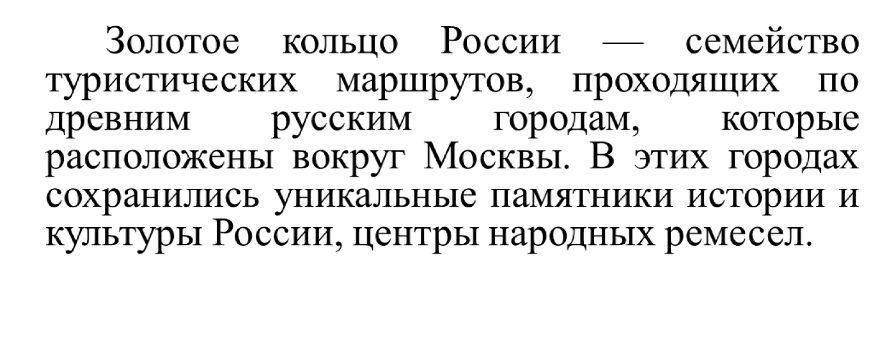 Золотое кольцо России — семейство
туристических маршрутов, проходящих по
древним русским городам, которые
расположены вокруг Москвы. В этих городах
сохранились уникальные памятники истории и
культуры России, центры народных ремесел.